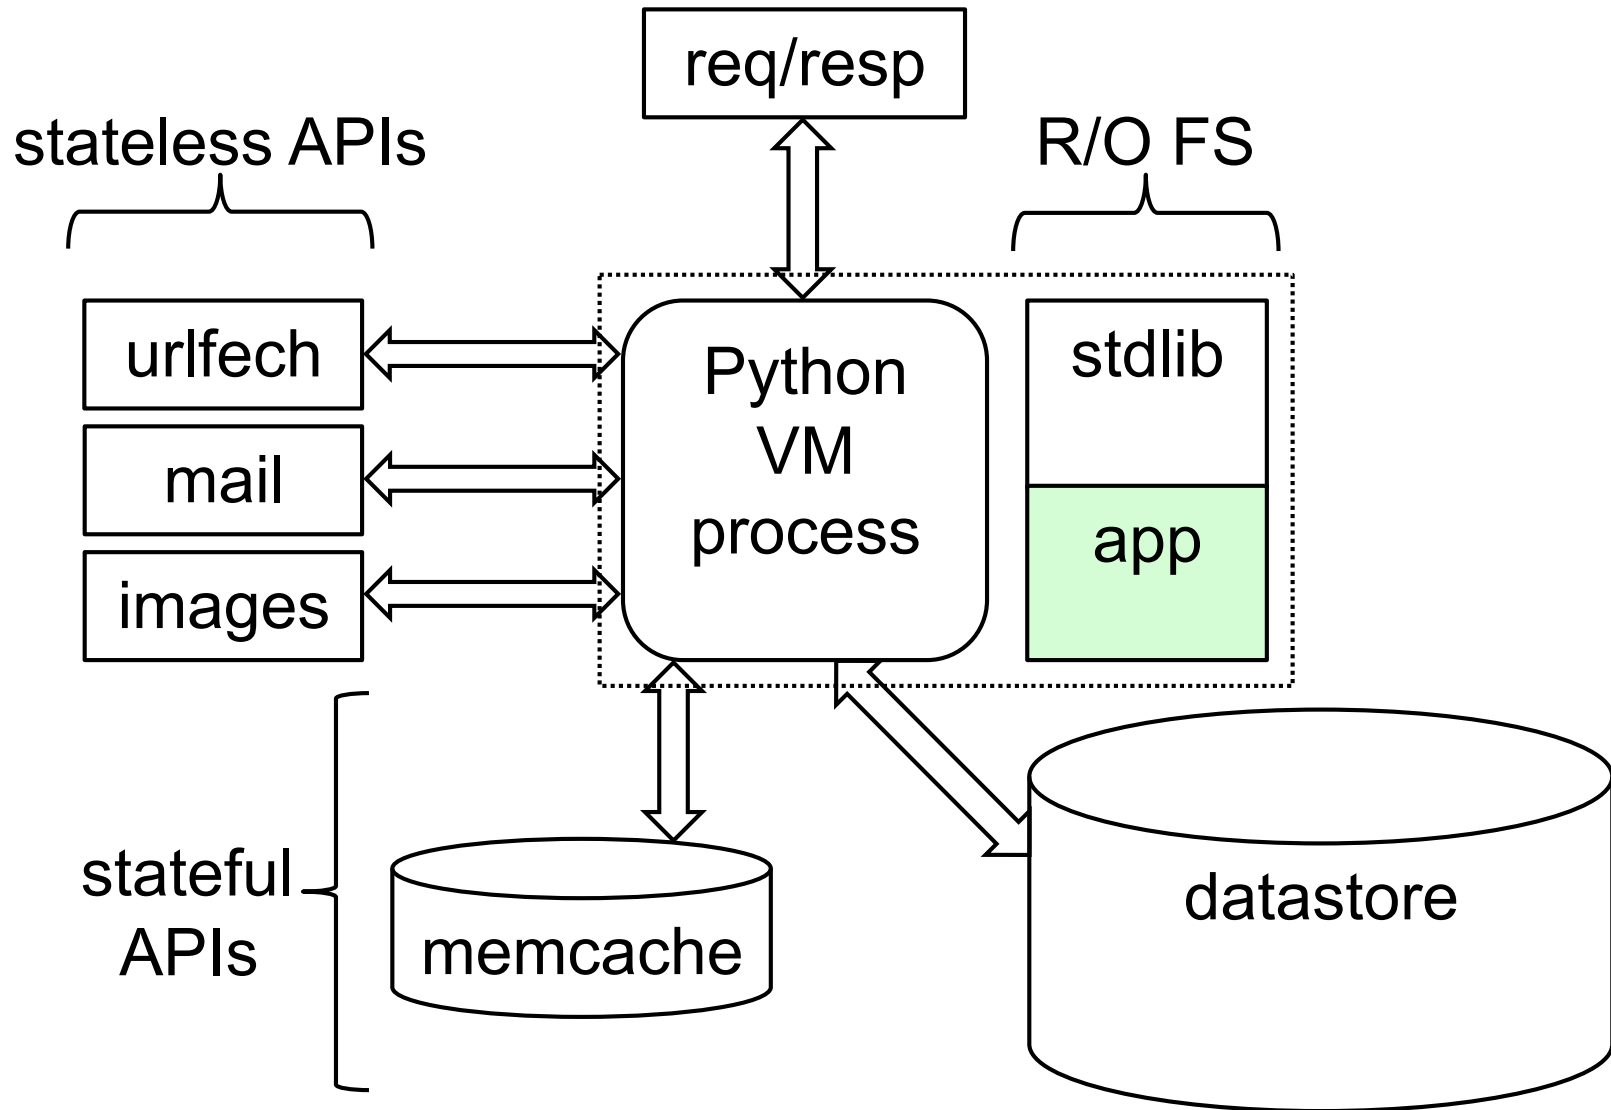 req/resp
stateless APIs
R/O FS
urlfech
mail
images
Python
VM
process
stdlib
app
stateful
APIs
memcache
datastore